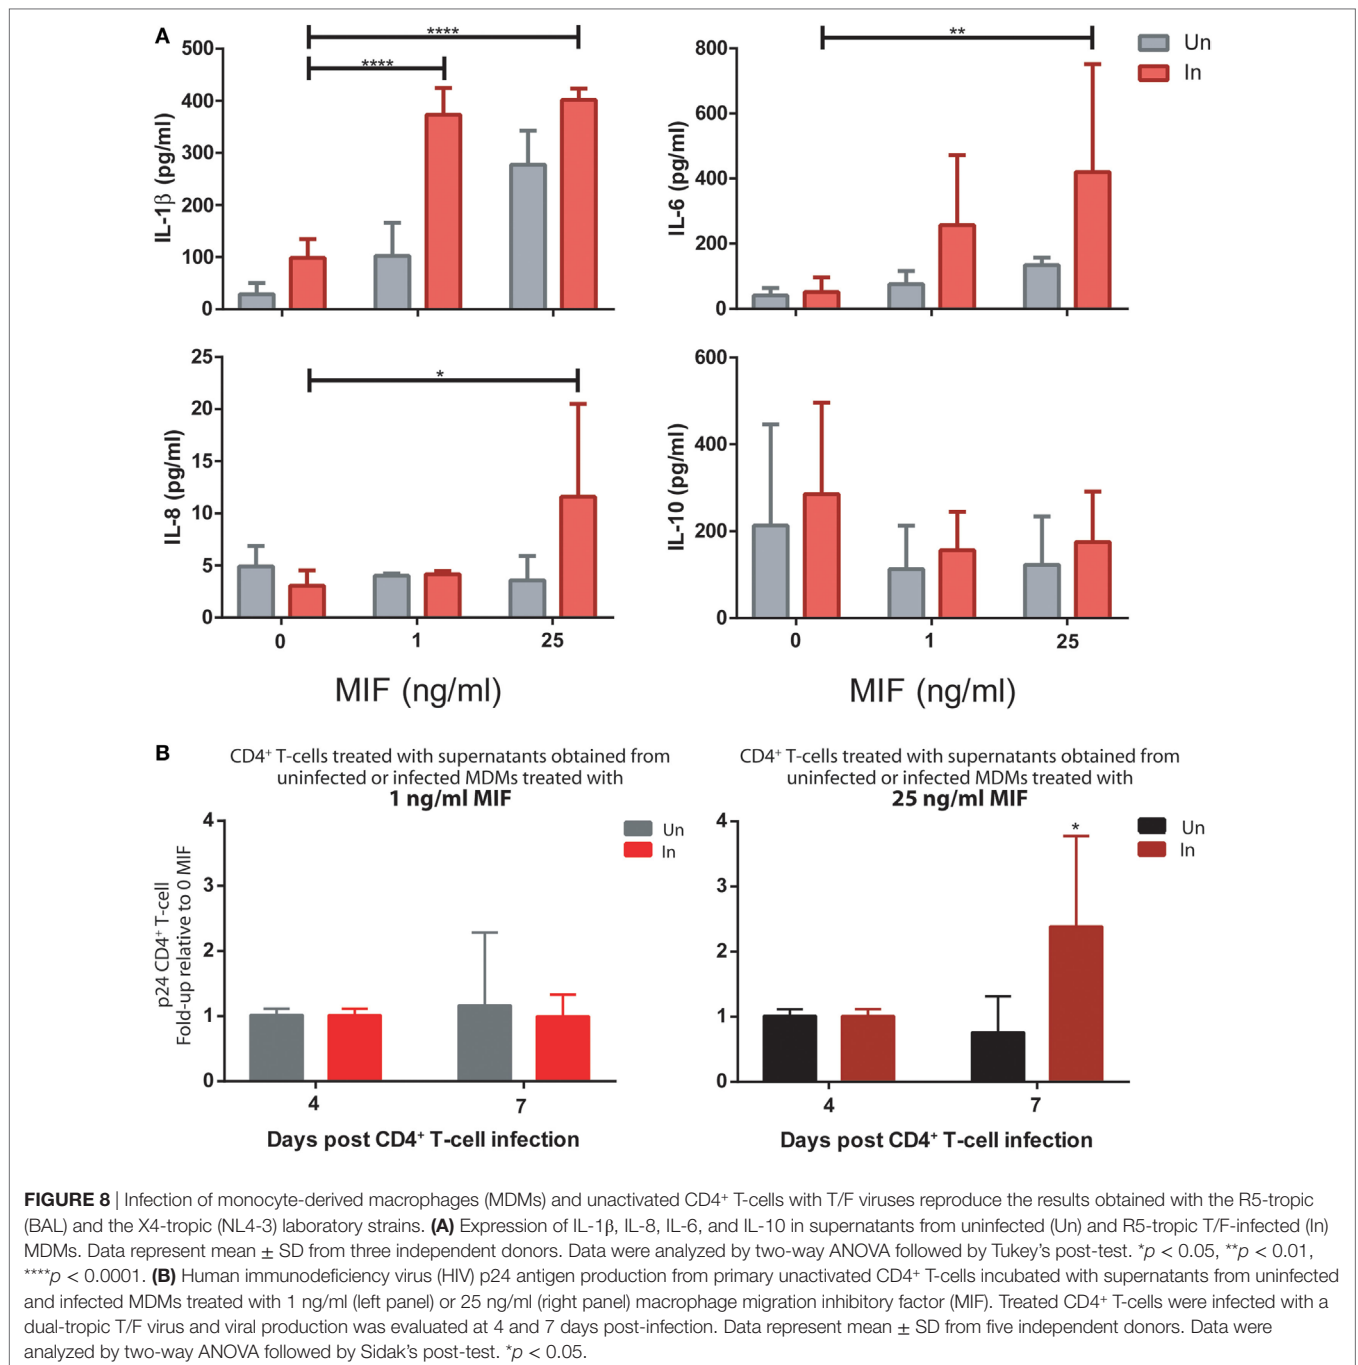 A
****
****
500
400
300
200
100
0
IL-1β (pg/ml)
**
800
600
400
200
0
IL-6 (pg/ml)
Un
In
*
25
20
15
10
5
0
IL-8 (pg/ml)
0 1 25
MIF (ng/ml)
600
400
200
0
IL-10 (pg/ml)
0 1 25
MIF (ng/ml)
B
CD4⁺ T-cells treated with supernatants obtained from
uninfected or infected MDMs treated with
1 ng/ml MIF
4
3
2
1
0
p24 CD4⁺ T-cell
Fold-up relative to 0 MIF
Un
In
4 7
Days post CD4⁺ T-cell infection
CD4⁺ T-cells treated with supernatants obtained from
uninfected or infected MDMs treated with
25 ng/ml MIF
4
3
2
1
0
*
Un
In
4 7
Days post CD4⁺ T-cell infection
FIGURE 8 | Infection of monocyte-derived macrophages (MDMs) and unactivated CD4⁺ T-cells with T/F viruses reproduce the results obtained with the R5-tropic
(BAL) and the X4-tropic (NL4-3) laboratory strains. (A) Expression of IL-1β, IL-8, IL-6, and IL-10 in supernatants from uninfected (Un) and R5-tropic T/F-infected (In)
MDMs. Data represent mean ± SD from three independent donors. Data were analyzed by two-way ANOVA followed by Tukey's post-test. *p < 0.05, **p < 0.01,
****p < 0.0001. (B) Human immunodeficiency virus (HIV) p24 antigen production from primary unactivated CD4⁺ T-cells incubated with supernatants from uninfected
and infected MDMs treated with 1 ng/ml (left panel) or 25 ng/ml (right panel) macrophage migration inhibitory factor (MIF). Treated CD4⁺ T-cells were infected with a
dual-tropic T/F virus and viral production was evaluated at 4 and 7 days post-infection. Data represent mean ± SD from five independent donors. Data were
analyzed by two-way ANOVA followed by Sidak's post-test. *p < 0.05.